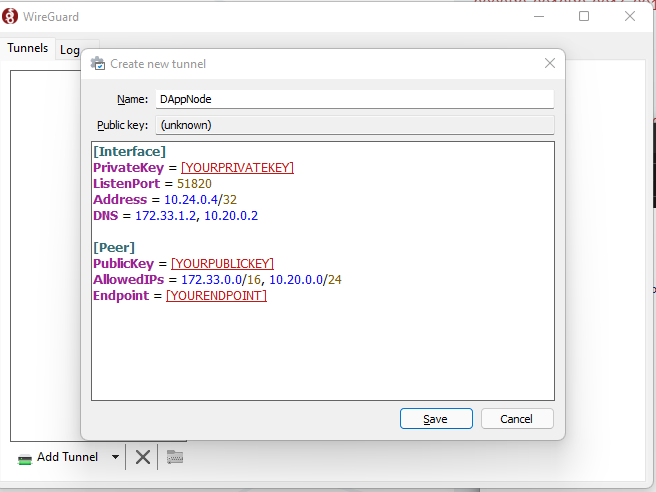 WireGuard
Tunnels
Log
Create new tunnel
Name: DAppNode
Public key: (unknown)
[Interface]
PrivateKey = [YOURPRIVATEKEY]
ListenPort = 51820
Address = 10.24.0.4/32
DNS = 172.33.1.2, 10.20.0.2
[Peer]
PublicKey = [YOURPUBLICKEY]
AllowedIPs = 172.33.0.0/16, 10.20.0.0/24
Endpoint = [YOURENDPOINT]
Save Cancel
Add Tunnel